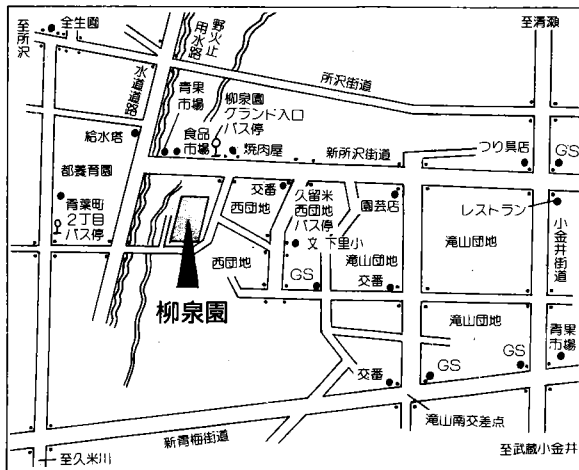 至所沢
全生園
野火止
用水路
至清瀬
水道道路
青果
市場
柳泉園
グランド入口
バス停
所沢街道
給水塔
食品
市場
焼肉屋
新所沢街道
つり具店
GS
都養育園
青葉町
2丁目
バス停
交番
西団地
久留米
西団地
バス停
園芸店
レストラン
文 下里小
滝山団地
滝山団地
小金井街道
西団地
GS
交番
柳泉園
滝山団地
青果
市場
交番
GS
GS
新青梅街道
滝山南交差点
至久米川
至武蔵小金井